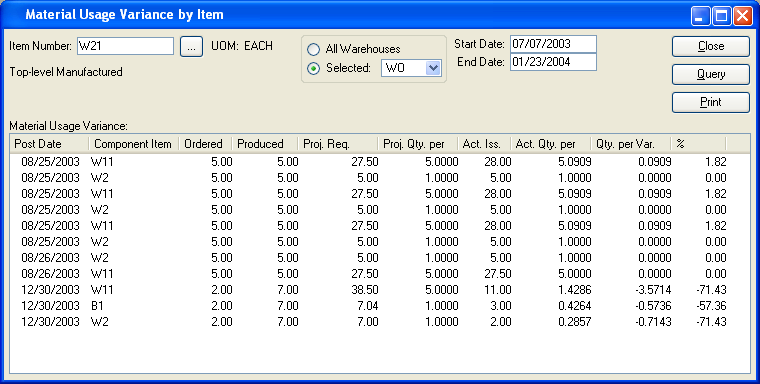 Material Usage Variance by Item
Item Number: W21 ... UOM: EACH All Warehouses Start Date: 07/07/2003 Close
Top-level Manufactured Selected: WO End Date: 01/23/2004 Query
Print
Material Usage Variance:
Post Date Component Item Ordered Produced Proj. Req. Proj. Qty. per Act. Iss. Act. Qty. per Qty. per Var. %
08/25/2003 W11 5.00 5.00 27.50 5.0000 28.00 5.0909 0.0909 1.82
08/25/2003 W2 5.00 5.00 5.00 1.0000 5.00 1.0000 0.0000 0.00
08/25/2003 W11 5.00 5.00 27.50 5.0000 28.00 5.0909 0.0909 1.82
08/25/2003 W2 5.00 5.00 5.00 1.0000 5.00 1.0000 0.0000 0.00
08/25/2003 W11 5.00 5.00 27.50 5.0000 28.00 5.0909 0.0909 1.82
08/25/2003 W2 5.00 5.00 5.00 1.0000 5.00 1.0000 0.0000 0.00
08/26/2003 W2 5.00 5.00 5.00 1.0000 5.00 1.0000 0.0000 0.00
08/26/2003 W11 5.00 5.00 27.50 5.0000 27.50 5.0000 0.0000 0.00
12/30/2003 W11 2.00 7.00 38.50 5.0000 11.00 1.4286 -3.5714 -71.43
12/30/2003 B1 2.00 7.00 7.04 1.0000 3.00 0.4264 -0.5736 -57.36
12/30/2003 W2 2.00 7.00 7.00 1.0000 2.00 0.2857 -0.7143 -71.43